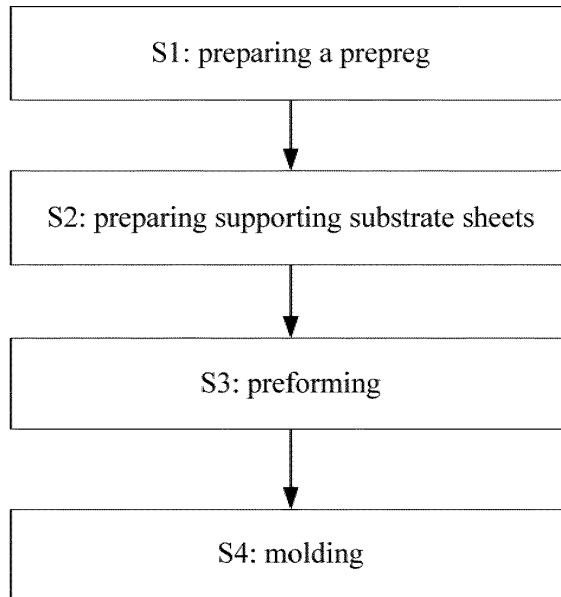 S1: preparing a prepreg
S2: preparing supporting substrate sheets
S3: preforming
S4: molding